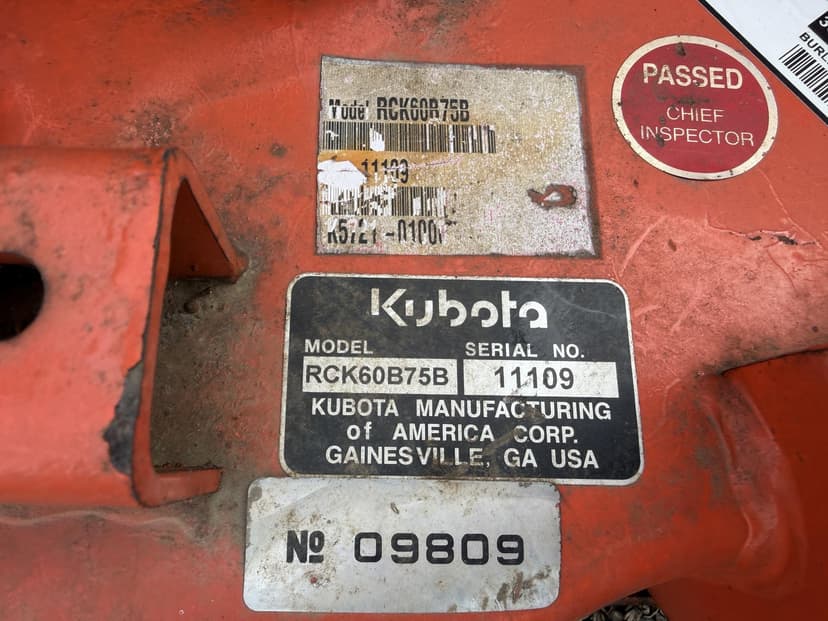 Model RCK60B75B
11109
K5721-0100
PASSED
CHIEF
INSPECTOR
Kubota
MODEL SERIAL NO.
RCK60B75B 11109
KUBOTA MANUFACTURING
of AMERICA CORP.
GAINESVILLE, GA USA
№ 09809